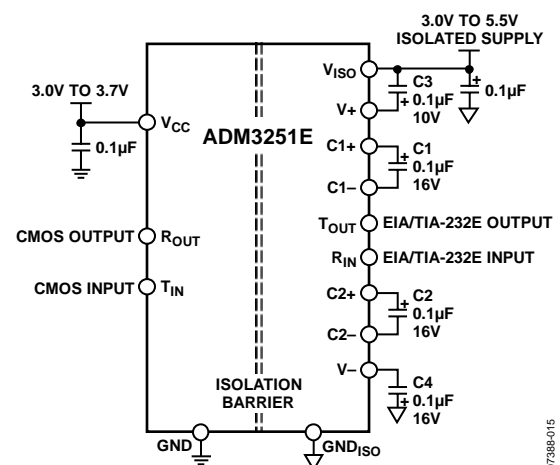 3.0V TO 5.5V
ISOLATED SUPPLY
3.0V TO 3.7V
0.1µF
VCC
ADM3251E
VISO
V+
C1+
C1–
TOUT
RIN
C2+
C2–
V–
C3
+ 0.1µF
10V
+
0.1µF
+ C1
0.1µF
16V
EIA/TIA-232E OUTPUT
EIA/TIA-232E INPUT
+ C2
0.1µF
16V
C4
+ 0.1µF
16V
CMOS OUTPUT
ROUT
CMOS INPUT
TIN
ISOLATION
BARRIER
GND
GNDISO
7388-015